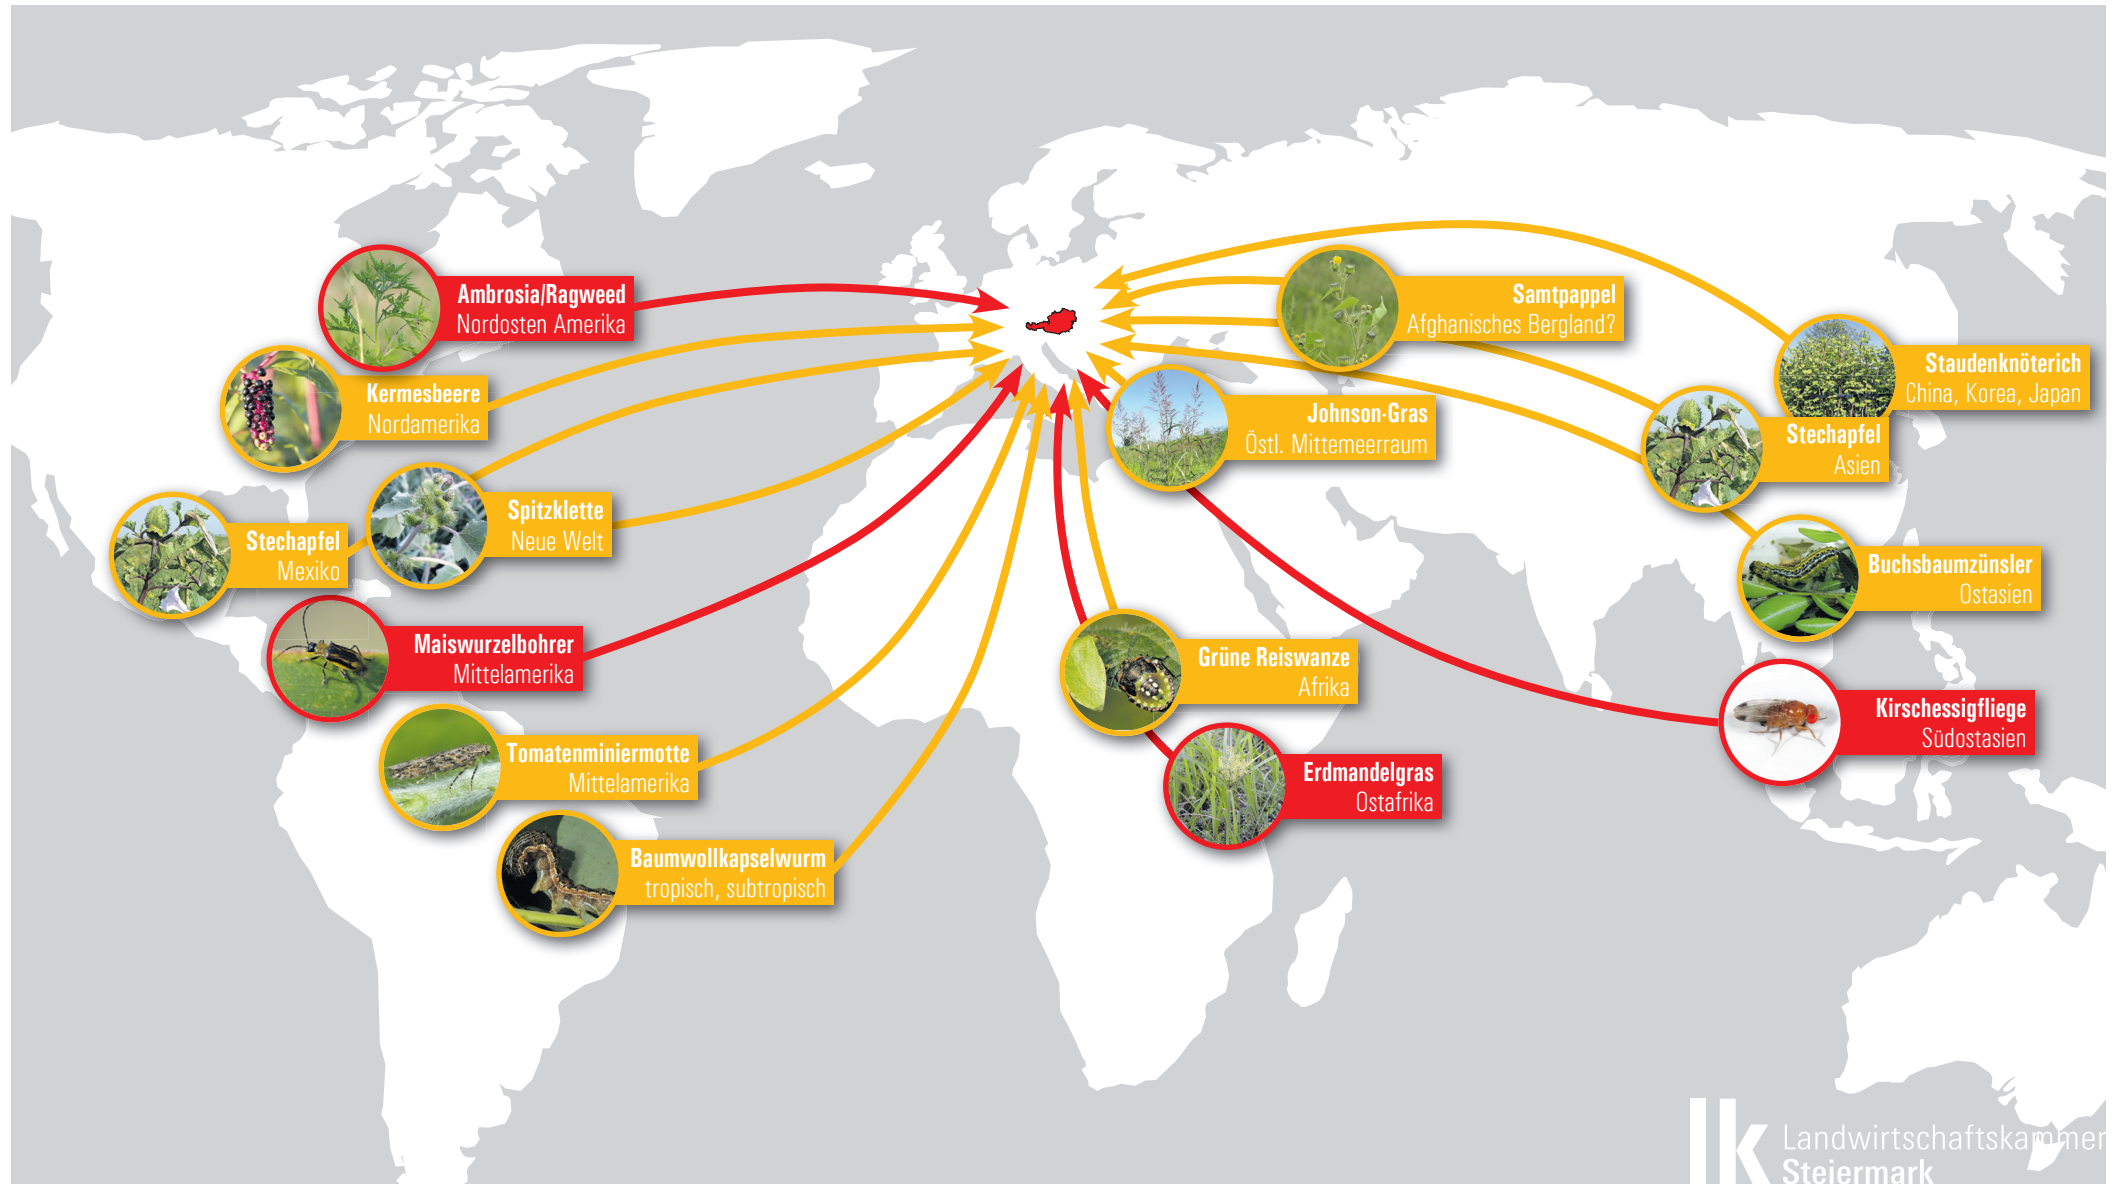 Ambrosia/Ragweed
Nordosten Amerika
Kermesbeere
Nordamerika
Spitzklette
Neue Welt
Stechapfel
Mexiko
Maiswurzelbohrer
Mittelamerika
Tomatenminiermotte
Mittelamerika
Baumwollkapselwurm
tropisch, subtropisch
Samtpappel
Afghanisches Bergland?
Johnson-Gras
Östl. Mittemeerraum
Staudenknöterich
China, Korea, Japan
Stechapfel
Asien
Buchsbaumzünsler
Ostasien
Grüne Reiswanze
Afrika
Erdmandelgras
Ostafrika
Kirschessigfliege
Südostasien
lk Landwirtschaftskammer
Steiermark